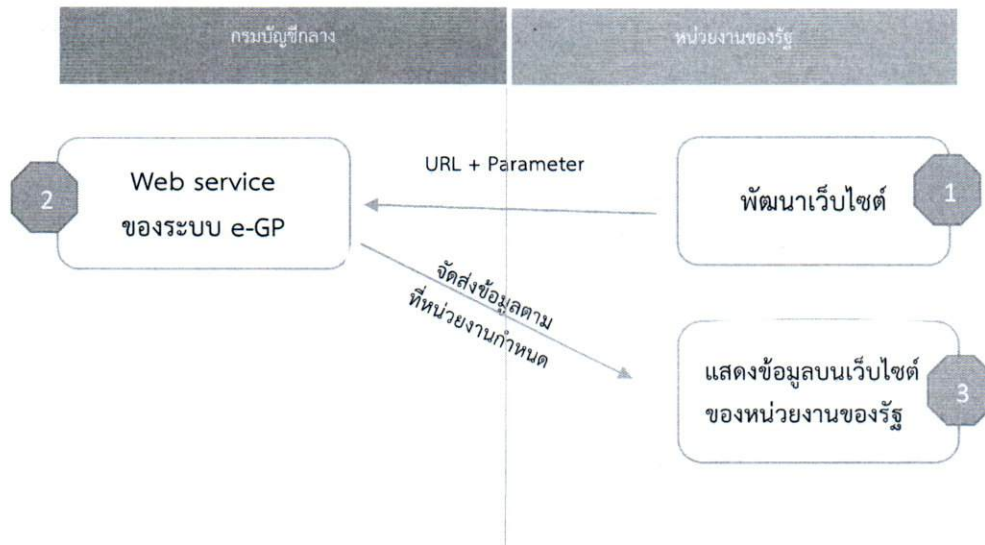 กรมบัญชีกลาง
หน่วยงานของรัฐ
2
Web service
ของระบบ e-GP
URL + Parameter
พัฒนาเว็บไซต์
1
จัดส่งข้อมูลตาม
ที่หน่วยงานกำหนด
แสดงข้อมูลบนเว็บไซต์
ของหน่วยงานของรัฐ
3